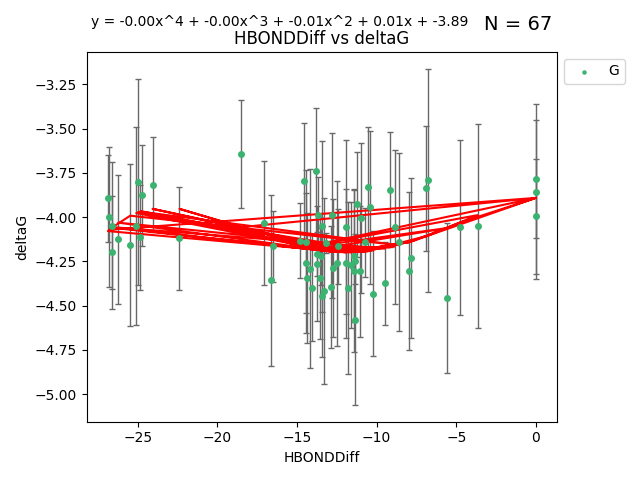 y = -0.00x^4 + -0.00x^3 + -0.01x^2 + 0.01x + -3.89 N = 67
HBONDDiff vs deltaG
G
−3.25
−3.50
−3.75
−4.00
−4.25
−4.50
−4.75
−5.00
deltaG
−25 −20 −15 −10 −5 0
HBONDDiff